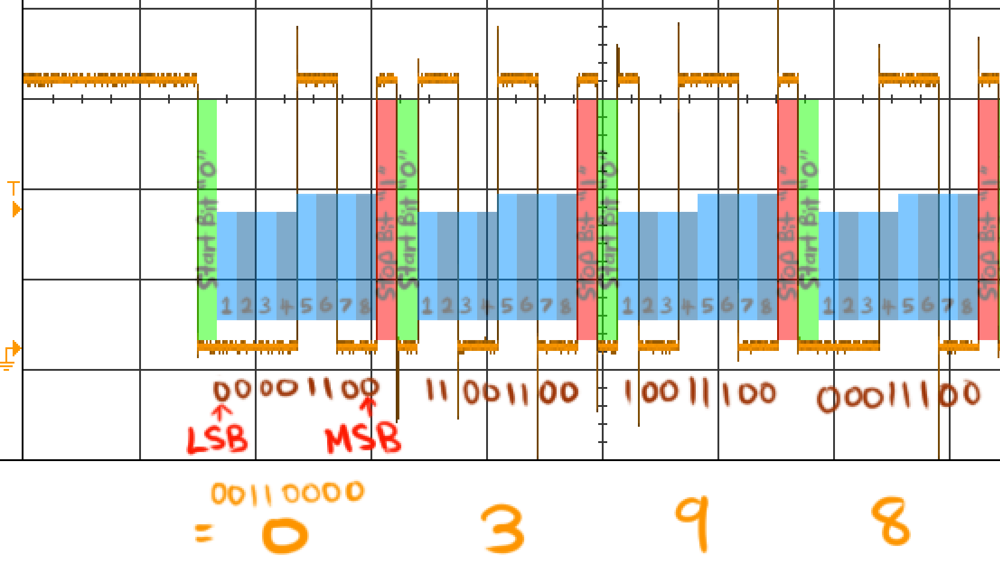 T
Start Bit "0"
1 2 3 4 5 6 7 8
Stop Bit "1"
Start Bit "0"
1 2 3 4 5 6 7 8
Stop Bit "1"
Start Bit "0"
1 2 3 4 5 6 7 8
Stop Bit "1"
Start Bit "0"
1 2 3 4 5 6 7 8
Stop Bit "1"
00001100 11001100 10011100 00011100
LSB MSB
00110000
= 0 3 9 8